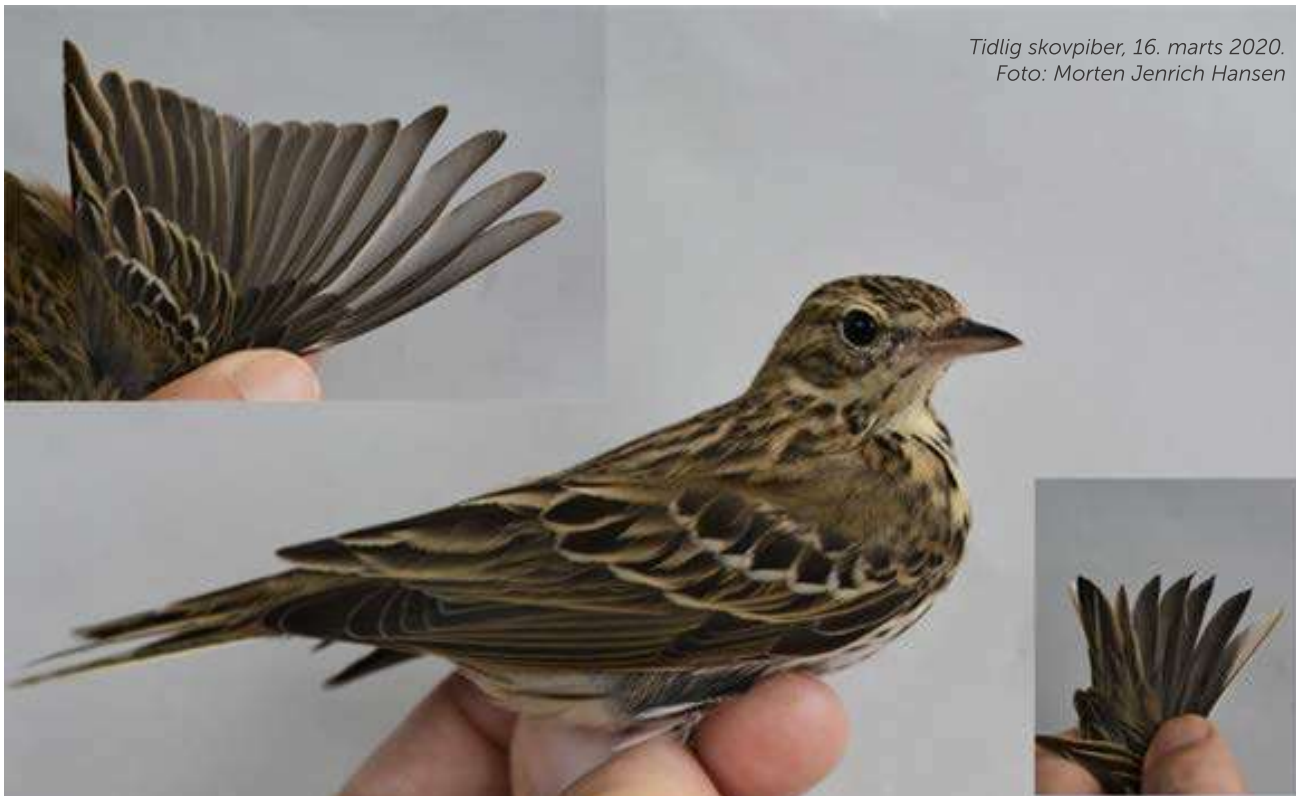 Tidlig skovpiber, 16. marts 2020.
Foto: Morten Jenrich Hansen